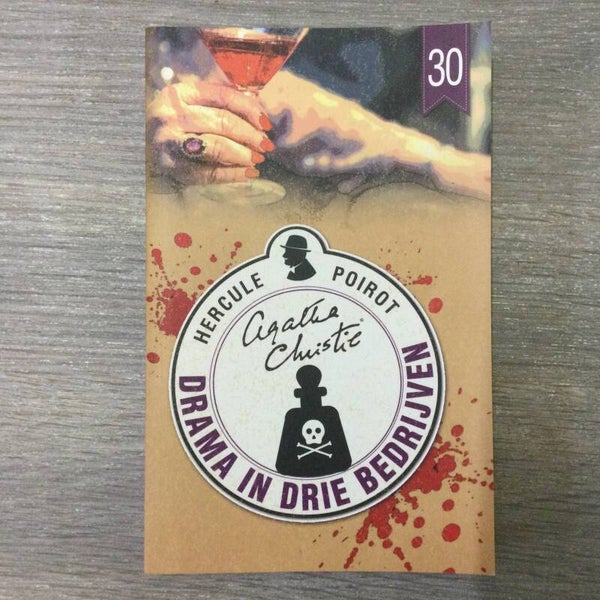 30
HERCULE POIROT
Agatha
Christie
DRAMA IN DRIE BEDRIJVEN